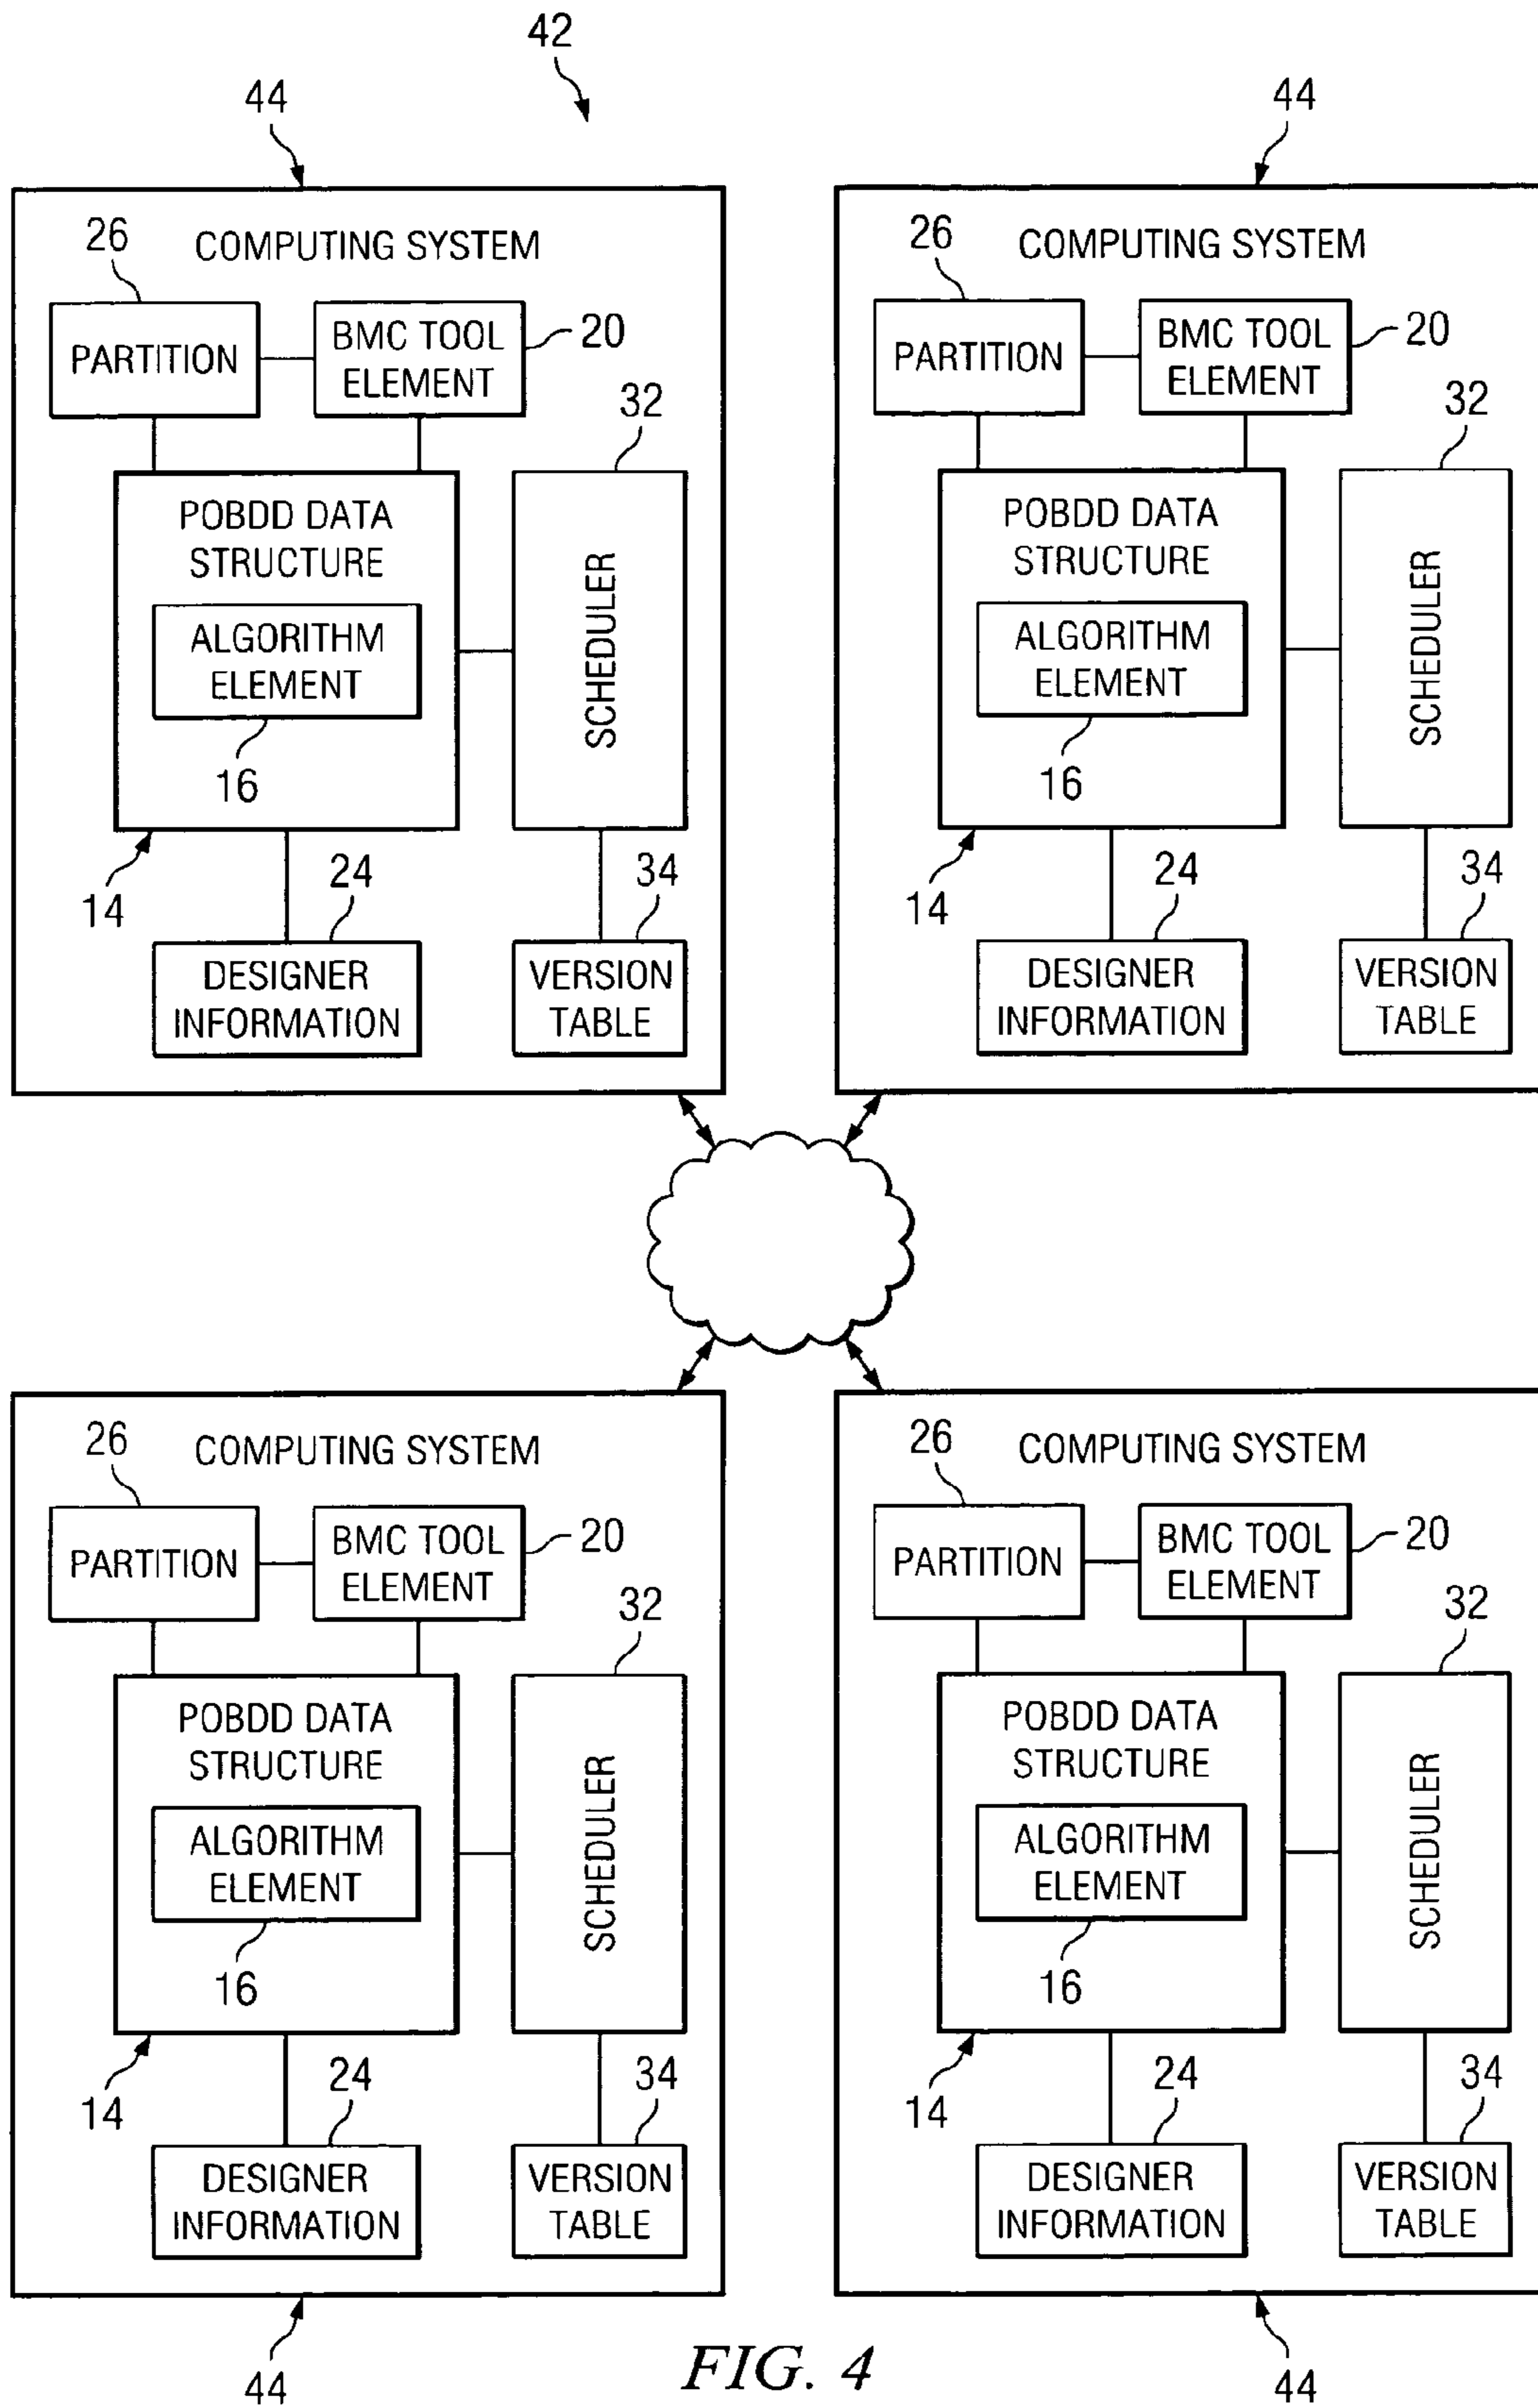 42
44
44
26
COMPUTING SYSTEM
PARTITION
BMC TOOL
ELEMENT
20
32
POBDD DATA
STRUCTURE
ALGORITHM
ELEMENT
16
SCHEDULER
14
24
34
DESIGNER
INFORMATION
VERSION
TABLE
26
COMPUTING SYSTEM
PARTITION
BMC TOOL
ELEMENT
20
32
POBDD DATA
STRUCTURE
ALGORITHM
ELEMENT
16
SCHEDULER
14
24
34
DESIGNER
INFORMATION
VERSION
TABLE
26
COMPUTING SYSTEM
PARTITION
BMC TOOL
ELEMENT
20
32
POBDD DATA
STRUCTURE
ALGORITHM
ELEMENT
16
SCHEDULER
14
24
34
DESIGNER
INFORMATION
VERSION
TABLE
44
26
COMPUTING SYSTEM
PARTITION
BMC TOOL
ELEMENT
20
32
POBDD DATA
STRUCTURE
ALGORITHM
ELEMENT
16
SCHEDULER
14
24
34
DESIGNER
INFORMATION
VERSION
TABLE
44
FIG. 4